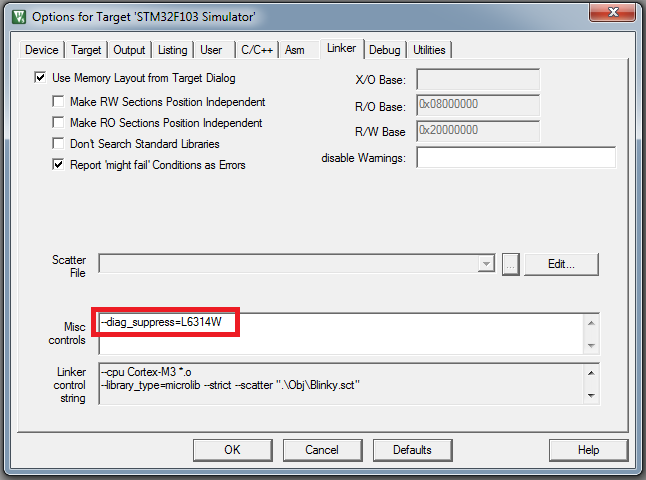 Options for Target 'STM32F103 Simulator'
Device Target Output Listing User C/C++ Asm Linker Debug Utilities
Use Memory Layout from Target Dialog
Make RW Sections Position Independent
Make RO Sections Position Independent
Don't Search Standard Libraries
Report 'might fail' Conditions as Errors
X/O Base:
R/O Base: 0x08000000
R/W Base 0x20000000
disable Warnings:
Scatter File
... Edit...
Misc controls
--diag_suppress=L6314W
Linker control string
--cpu Cortex-M3 *.o
--library_type=microlib --strict --scatter ".\Obj\Blinky.sct"
OK Cancel Defaults Help